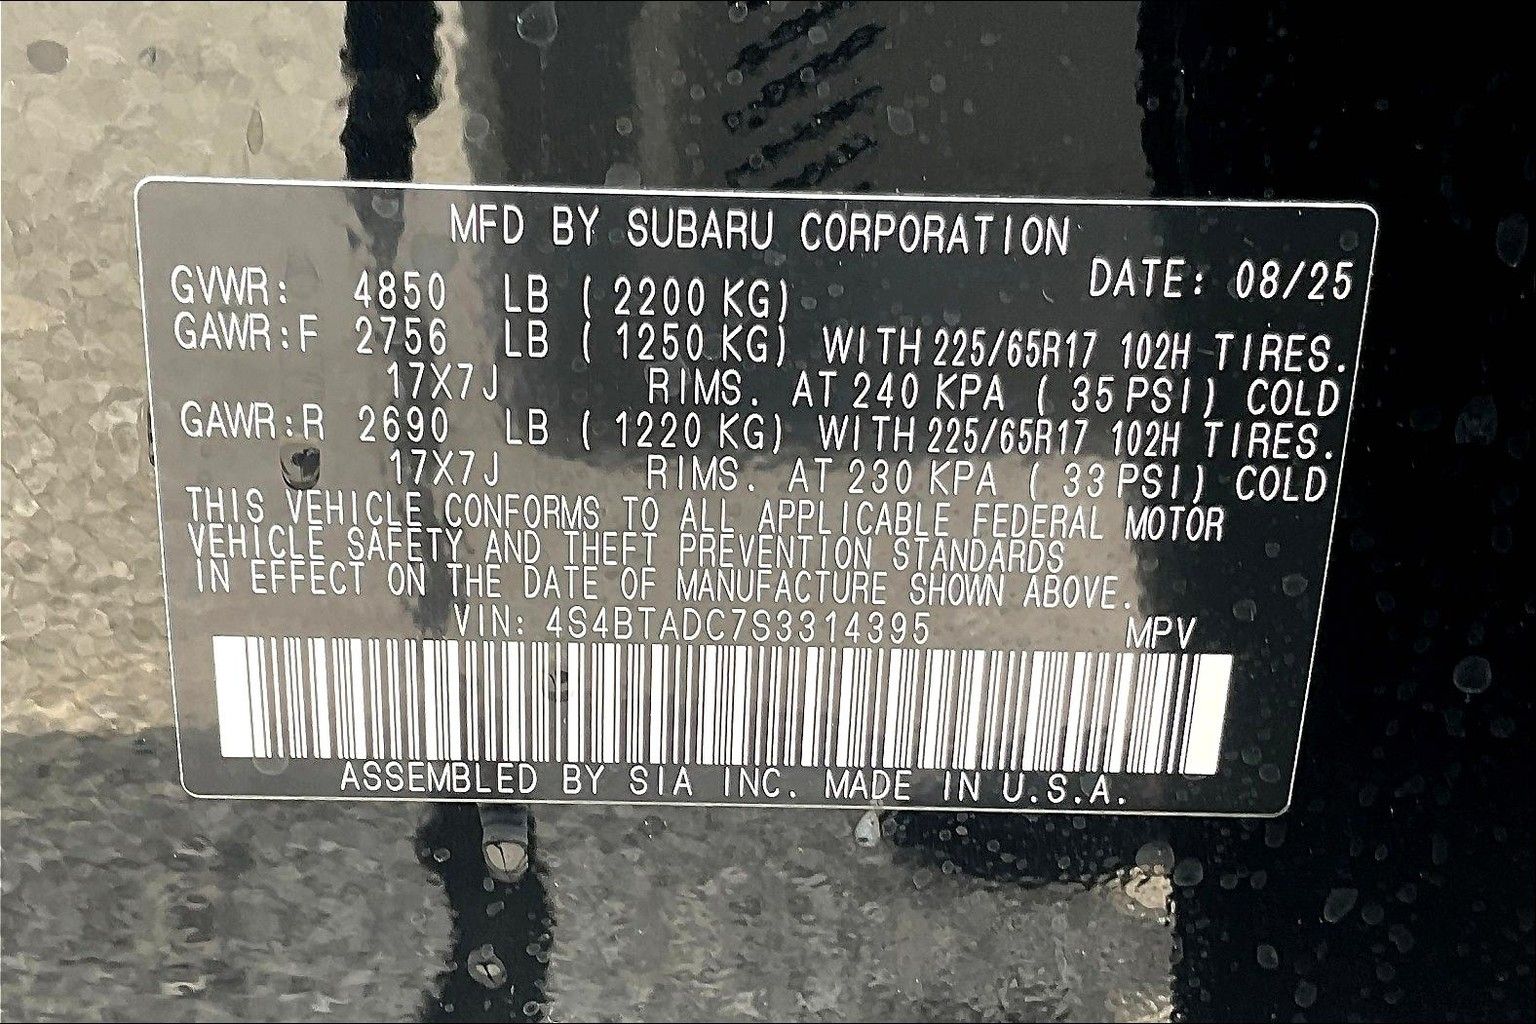 MFD BY SUBARU CORPORATION
DATE: 08/25
GVWR: 4850 LB ( 2200 KG)
GAWR:F 2756 LB ( 1250 KG) WITH 225/65R17 102H TIRES.
17X7J RIMS. AT 240 KPA ( 35 PSI) COLD
GAWR:R 2690 LB ( 1220 KG) WITH 225/65R17 102H TIRES.
17X7J RIMS. AT 230 KPA ( 33 PSI) COLD
THIS VEHICLE CONFORMS TO ALL APPLICABLE FEDERAL MOTOR
VEHICLE SAFETY AND THEFT PREVENTION STANDARDS
IN EFFECT ON THE DATE OF MANUFACTURE SHOWN ABOVE.
VIN: 4S4BTADC7S3314395 MPV
ASSEMBLED BY SIA INC. MADE IN U.S.A.